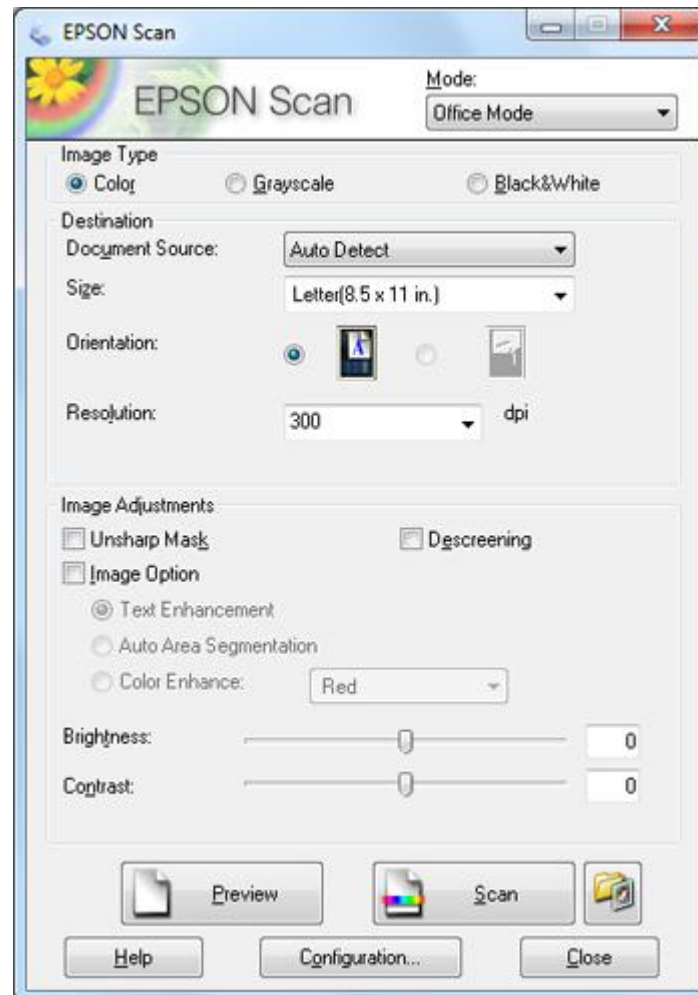 EPSON Scan
EPSON Scan
Mode:
Office Mode
Image Type
Color Grayscale Black&White
Destination
Document Source: Auto Detect
Size: Letter(8.5 x 11 in.)
Orientation: A
Resolution: 300 dpi
Image Adjustments
Unsharp Mask Descreening
Image Option
Text Enhancement
Auto Area Segmentation
Color Enhance: Red
Brightness: 0
Contrast: 0
Preview Scan
Help Configuration... Close